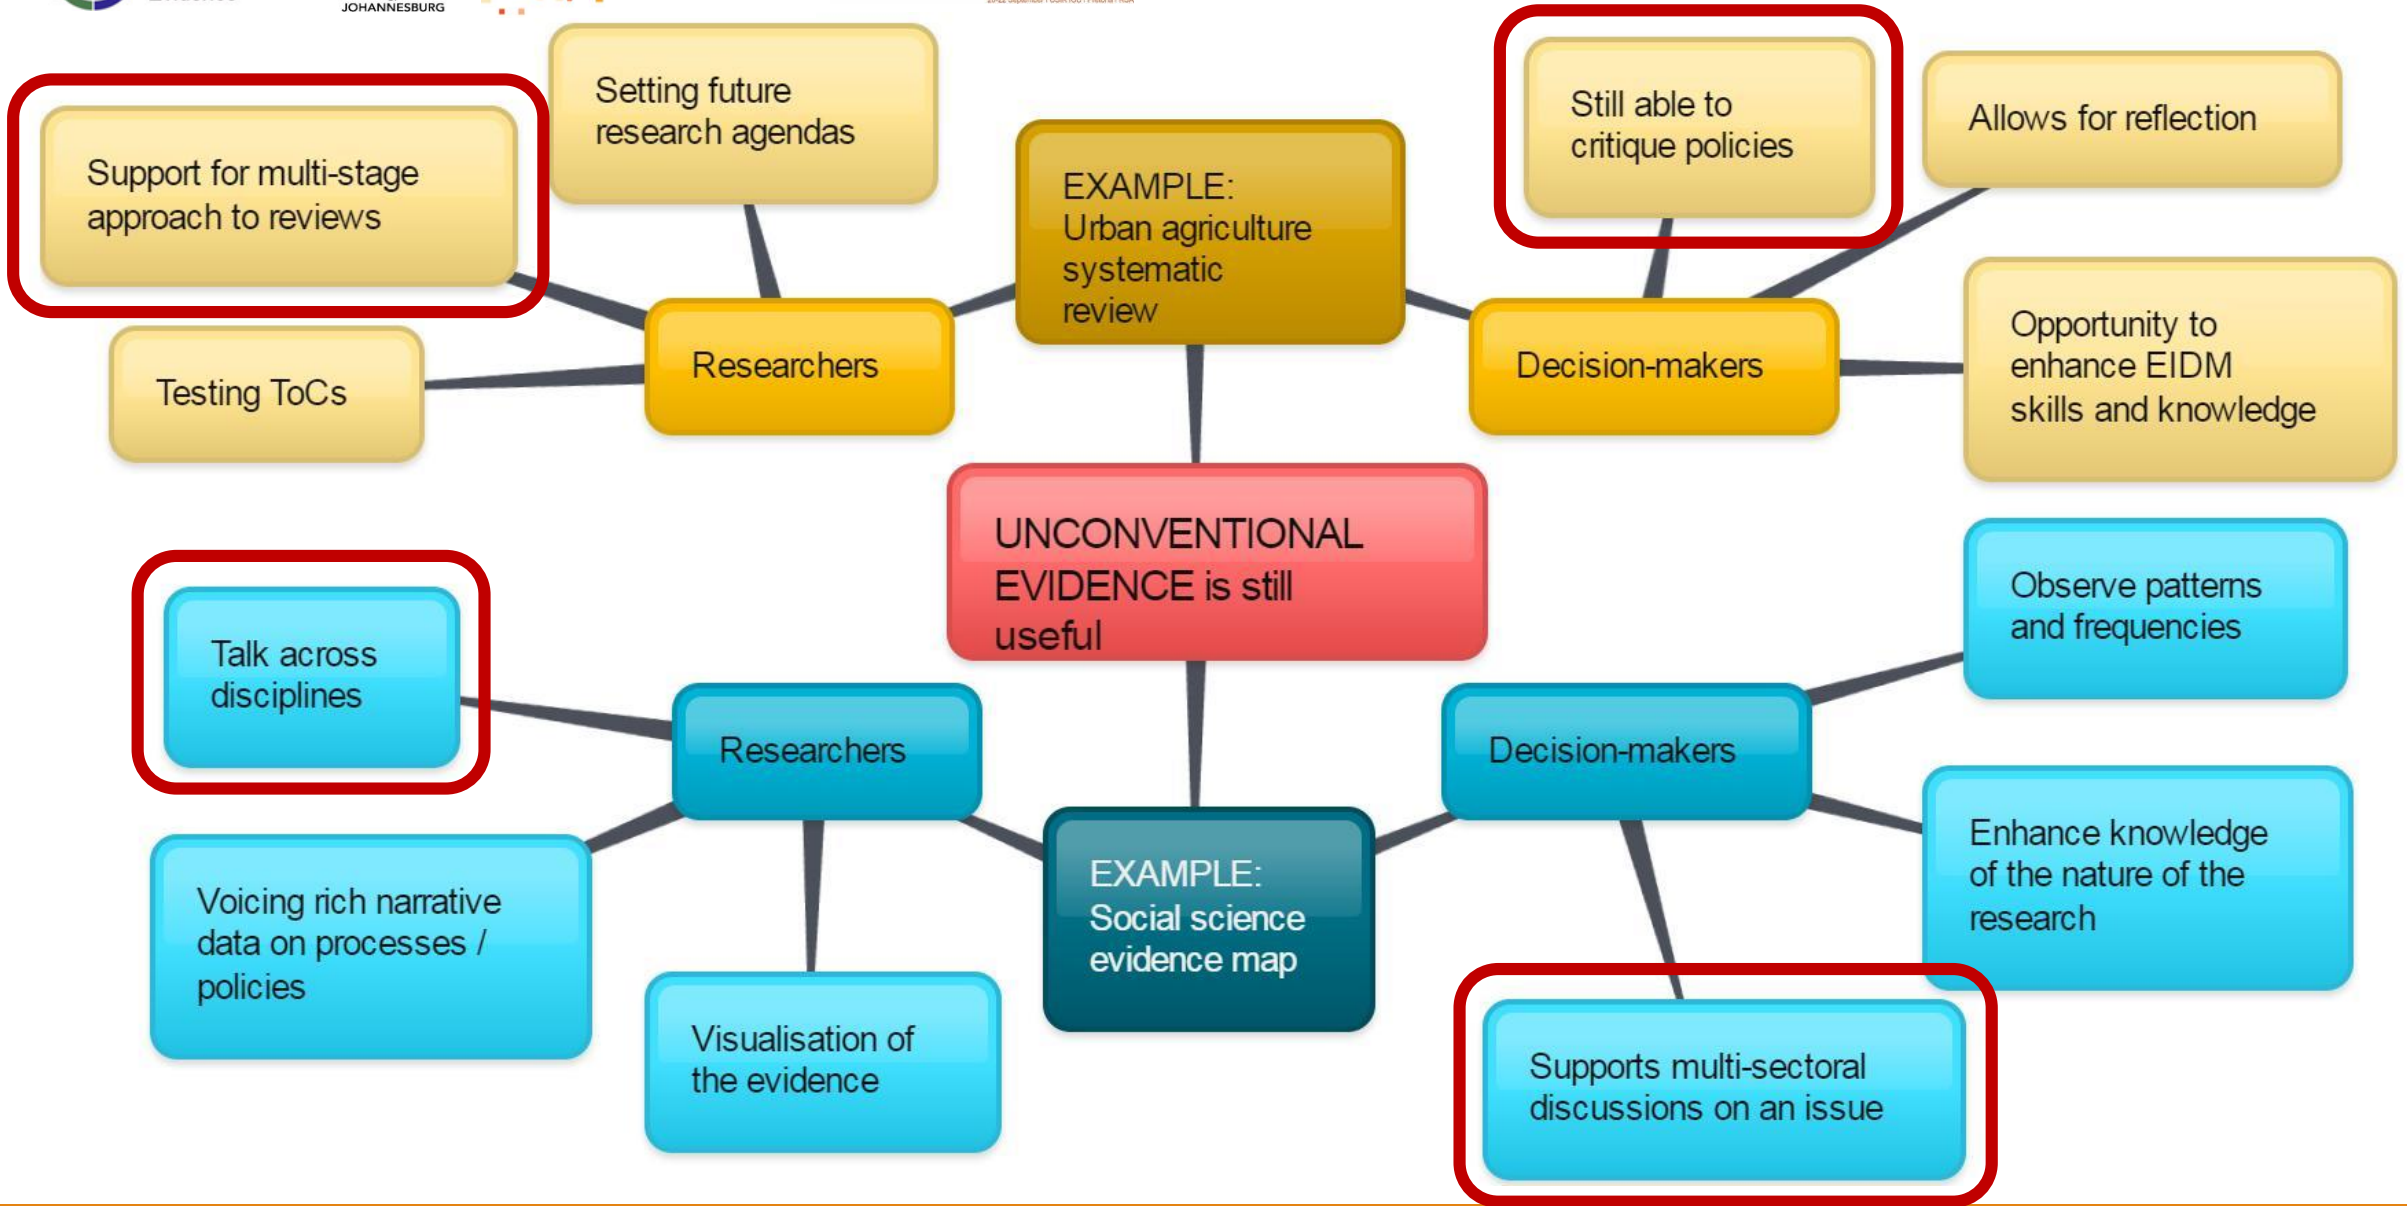 JOHANNESBURG
Setting future
research agendas
Support for multi-stage
approach to reviews
Testing ToCs
Researchers
EXAMPLE:
Urban agriculture
systematic
review
Still able to
critique policies
Allows for reflection
Decision-makers
Opportunity to
enhance EIDM
skills and knowledge
UNCONVENTIONAL
EVIDENCE is still
useful
Talk across
disciplines
Researchers
Voicing rich narrative
data on processes /
policies
Visualisation of
the evidence
EXAMPLE:
Social science
evidence map
Decision-makers
Observe patterns
and frequencies
Enhance knowledge
of the nature of the
research
Supports multi-sectoral
discussions on an issue